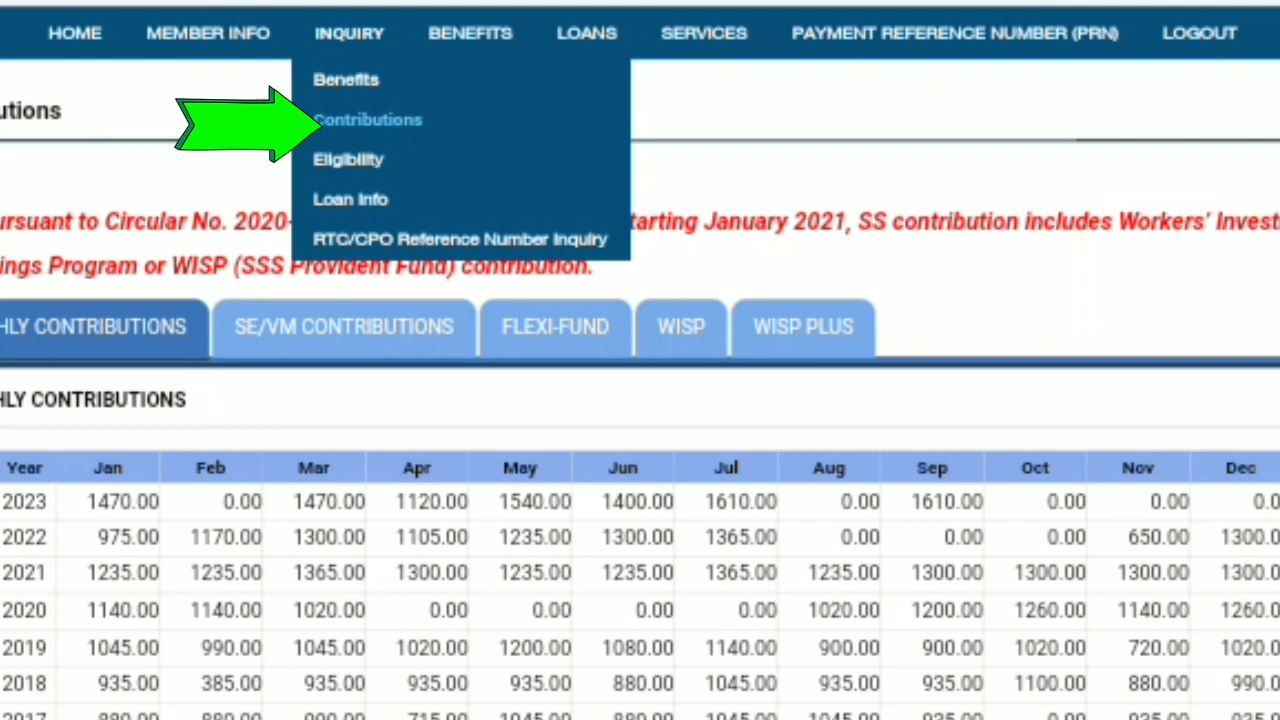 HOME MEMBER INFO INQUIRY BENEFITS LOANS SERVICES PAYMENT REFERENCE NUMBER (PRN) LOGOUT
Benefits
utions
Contributions
Eligibility
Loan Info
ursuant to Circular No. 2020- tarting January 2021, SS contribution includes Workers' Invest
RTC/CPO Reference Number Inquiry
ings Program or WISP (SSS Provident Fund) contribution.
HLY CONTRIBUTIONS SE/VM CONTRIBUTIONS FLEXI-FUND WISP WISP PLUS
HLY CONTRIBUTIONS
Year Jan Feb Mar Apr May Jun Jul Aug Sep Oct Nov Dec
2023 1470.00 0.00 1470.00 1120.00 1540.00 1400.00 1610.00 0.00 1610.00 0.00 0.00 0.0
2022 975.00 1170.00 1300.00 1105.00 1235.00 1300.00 1365.00 0.00 0.00 0.00 650.00 1300.0
2021 1235.00 1235.00 1365.00 1300.00 1235.00 1235.00 1365.00 1235.00 1300.00 1300.00 1300.00 1300.0
2020 1140.00 1140.00 1020.00 0.00 0.00 0.00 0.00 1020.00 1200.00 1260.00 1140.00 1260.0
2019 1045.00 990.00 1045.00 1020.00 1200.00 1080.00 1140.00 900.00 900.00 1020.00 720.00 1020.0
2018 935.00 385.00 935.00 935.00 935.00 880.00 1045.00 935.00 935.00 1100.00 880.00 990.0